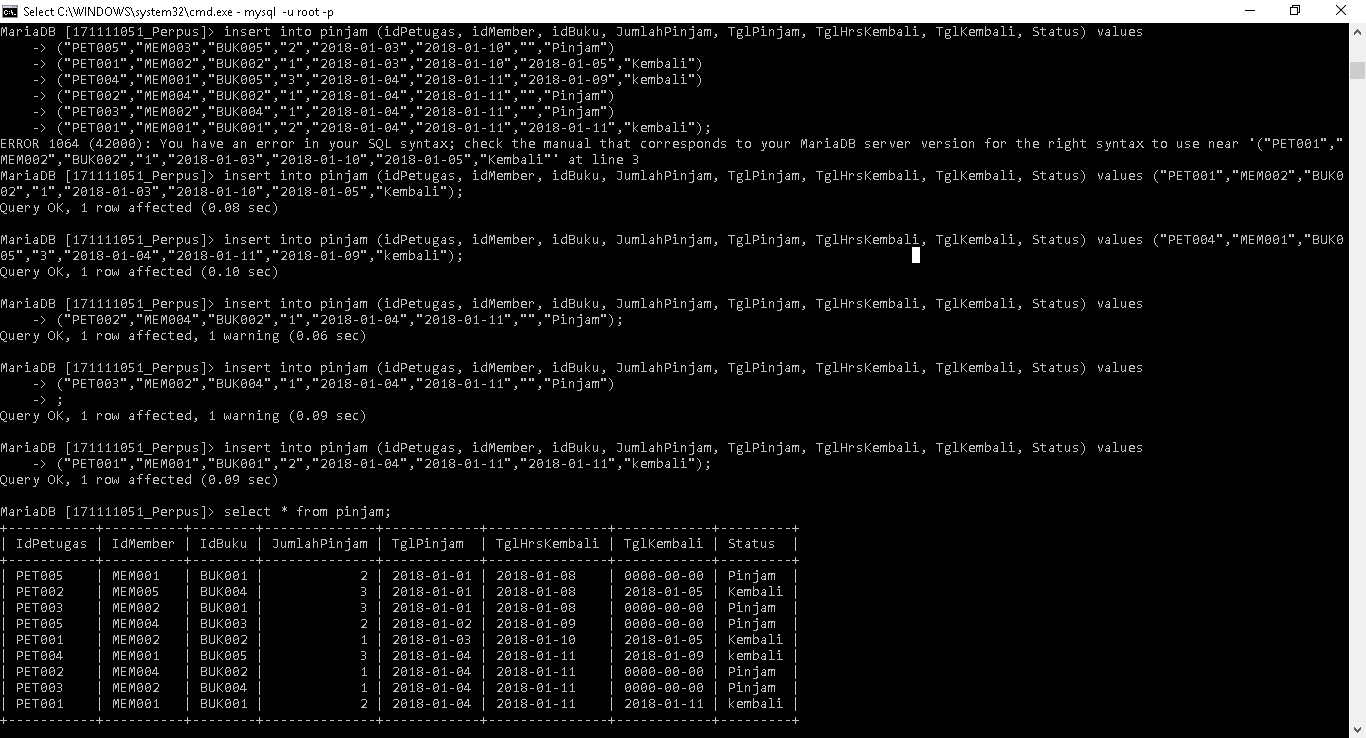 Select C:\WINDOWS\system32\cmd.exe - mysql -u root -p
MariaDB [171111051_Perpus]> insert into pinjam (idPetugas, idMember, idBuku, JumlahPinjam, TglPinjam, TglHrsKembali, TglKembali, Status) values
    -> ("PET005","MEM003","BUK005","2","2018-01-03","2018-01-10","","Pinjam")
    -> ("PET001","MEM002","BUK002","1","2018-01-03","2018-01-10","2018-01-05","Kembali")
    -> ("PET004","MEM001","BUK005","3","2018-01-04","2018-01-11","2018-01-09","kembali")
    -> ("PET002","MEM004","BUK002","1","2018-01-04","2018-01-11","","Pinjam")
    -> ("PET003","MEM002","BUK004","1","2018-01-04","2018-01-11","","Pinjam")
    -> ("PET001","MEM001","BUK001","2","2018-01-04","2018-01-11","2018-01-11","kembali");
ERROR 1064 (42000): You have an error in your SQL syntax; check the manual that corresponds to your MariaDB server version for the right syntax to use near '("PET001","
MEM002","BUK002","1","2018-01-03","2018-01-10","2018-01-05","Kembali"' at line 3
MariaDB [171111051_Perpus]> insert into pinjam (idPetugas, idMember, idBuku, JumlahPinjam, TglPinjam, TglHrsKembali, TglKembali, Status) values ("PET001","MEM002","BUK0
02","1","2018-01-03","2018-01-10","2018-01-05","Kembali");
Query OK, 1 row affected (0.08 sec)
MariaDB [171111051_Perpus]> insert into pinjam (idPetugas, idMember, idBuku, JumlahPinjam, TglPinjam, TglHrsKembali, TglKembali, Status) values ("PET004","MEM001","BUK0
05","3","2018-01-04","2018-01-11","2018-01-09","kembali");
Query OK, 1 row affected (0.10 sec)
MariaDB [171111051_Perpus]> insert into pinjam (idPetugas, idMember, idBuku, JumlahPinjam, TglPinjam, TglHrsKembali, TglKembali, Status) values
    -> ("PET002","MEM004","BUK002","1","2018-01-04","2018-01-11","","Pinjam");
Query OK, 1 row affected, 1 warning (0.06 sec)
MariaDB [171111051_Perpus]> insert into pinjam (idPetugas, idMember, idBuku, JumlahPinjam, TglPinjam, TglHrsKembali, TglKembali, Status) values
    -> ("PET003","MEM002","BUK004","1","2018-01-04","2018-01-11","","Pinjam")
    -> ;
Query OK, 1 row affected, 1 warning (0.09 sec)
MariaDB [171111051_Perpus]> insert into pinjam (idPetugas, idMember, idBuku, JumlahPinjam, TglPinjam, TglHrsKembali, TglKembali, Status) values
    -> ("PET001","MEM001","BUK001","2","2018-01-04","2018-01-11","2018-01-11","kembali");
Query OK, 1 row affected (0.09 sec)
MariaDB [171111051_Perpus]> select * from pinjam;
+-----------+-----------+--------+--------------+------------+---------------+------------+---------+
| IdPetugas | IdMember | IdBuku | JumlahPinjam | TglPinjam | TglHrsKembali | TglKembali | Status |
+-----------+-----------+--------+--------------+------------+---------------+------------+---------+
| PET005 | MEM001 | BUK001 | 2 | 2018-01-01 | 2018-01-08 | 0000-00-00 | Pinjam |
| PET002 | MEM005 | BUK004 | 3 | 2018-01-01 | 2018-01-08 | 2018-01-05 | Kembali |
| PET003 | MEM002 | BUK001 | 3 | 2018-01-01 | 2018-01-08 | 0000-00-00 | Pinjam |
| PET005 | MEM004 | BUK003 | 2 | 2018-01-02 | 2018-01-09 | 0000-00-00 | Pinjam |
| PET001 | MEM002 | BUK002 | 1 | 2018-01-03 | 2018-01-10 | 2018-01-05 | Kembali |
| PET004 | MEM001 | BUK005 | 3 | 2018-01-04 | 2018-01-11 | 2018-01-09 | kembali |
| PET002 | MEM004 | BUK002 | 1 | 2018-01-04 | 2018-01-11 | 0000-00-00 | Pinjam |
| PET003 | MEM002 | BUK004 | 1 | 2018-01-04 | 2018-01-11 | 0000-00-00 | Pinjam |
| PET001 | MEM001 | BUK001 | 2 | 2018-01-04 | 2018-01-11 | 2018-01-11 | kembali |
+-----------+-----------+--------+--------------+------------+---------------+------------+---------+